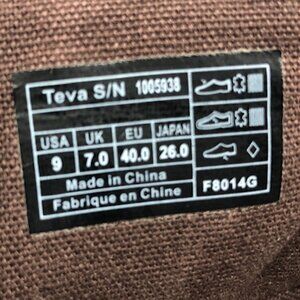 Teva S/N 1005938
USA UK EU JAPAN
9 7.0 40.0 26.0
Made in China
Fabrique en Chine
F8014G